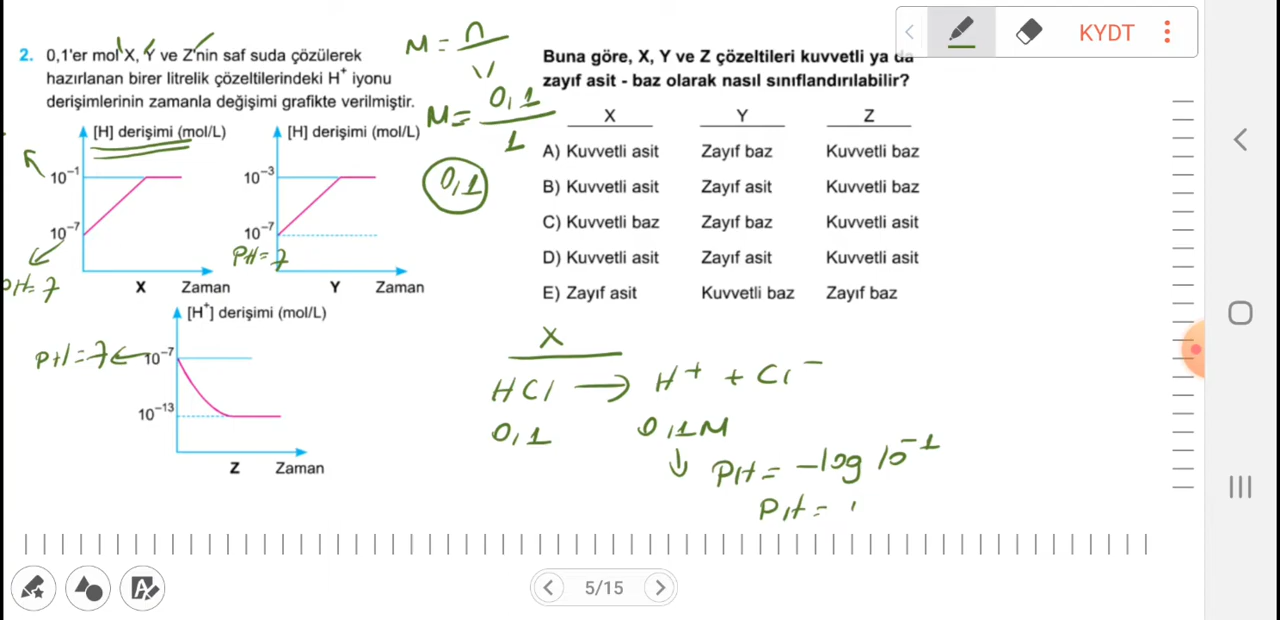 2. 0,1'er mol X, Y ve Z'nin saf suda çözülerek
hazırlanan birer litrelik çözeltilerindeki H⁺ iyonu
derişimlerinin zamanla değişimi grafikte verilmiştir.
M = n / V
M = 0,1 / 1
0,1
[H] derişimi (mol/L)
10⁻¹
10⁻⁷
pH = 7
X Zaman
[H] derişimi (mol/L)
10⁻³
10⁻⁷
PH = 7
Y Zaman
[H⁺] derişimi (mol/L)
PH = 7 ← 10⁻⁷
10⁻¹³
Z Zaman
Buna göre, X, Y ve Z çözeltileri kuvvetli ya da
zayıf asit - baz olarak nasıl sınıflandırılabilir?
X Y Z
A) Kuvvetli asit Zayıf baz Kuvvetli baz
B) Kuvvetli asit Zayıf asit Kuvvetli baz
C) Kuvvetli baz Zayıf baz Kuvvetli asit
D) Kuvvetli asit Zayıf asit Kuvvetli asit
E) Zayıf asit Kuvvetli baz Zayıf baz
X
HCl → H⁺ + Cl⁻
0,1 0,1M
↓ PH = -log 10⁻¹
PH =
KYDT
5/15